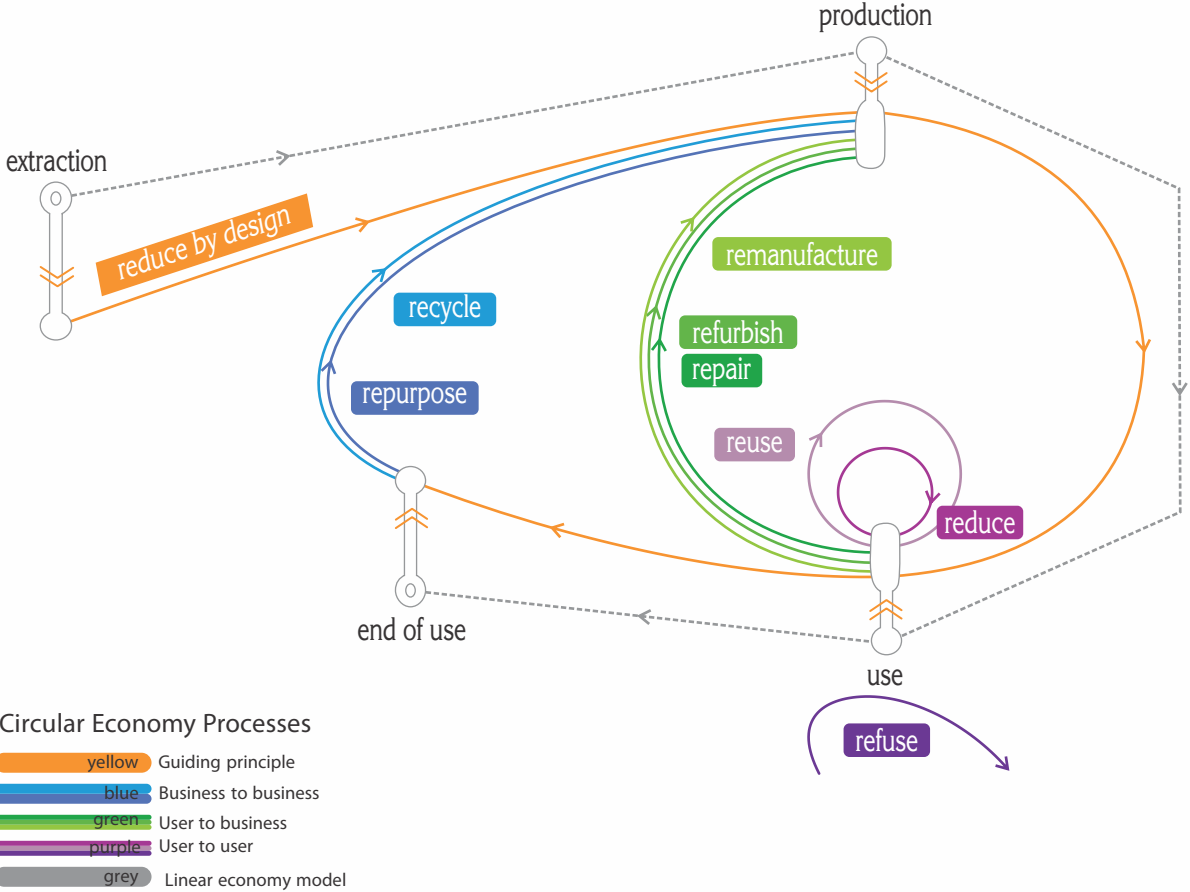 production
extraction
reduce by design
remanufacture
recycle
refurbish
repair
repurpose
reuse
reduce
end of use
use
refuse
Circular Economy Processes
yellow Guiding principle
blue Business to business
green User to business
purple User to user
grey Linear economy model